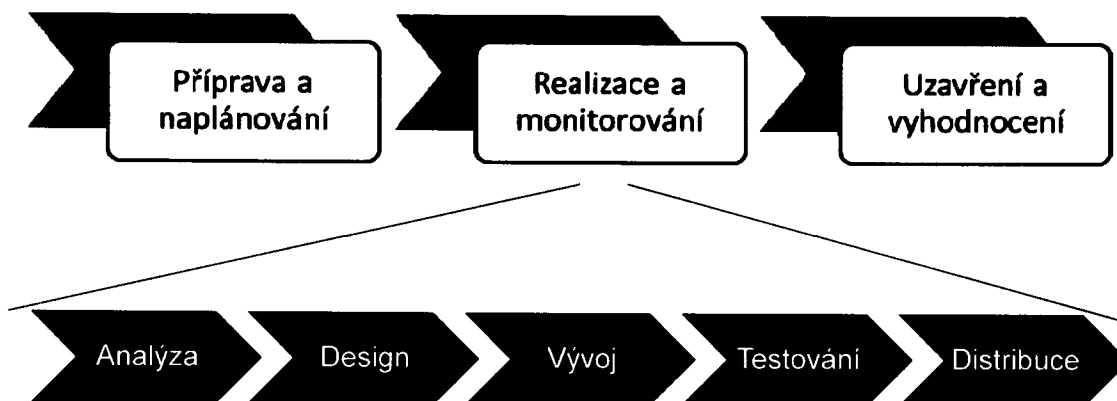 Příprava a
naplánování
Realizace a
monitorování
Uzavření a
vyhodnocení
Analýza
Design
Vývoj
Testování
Distribuce